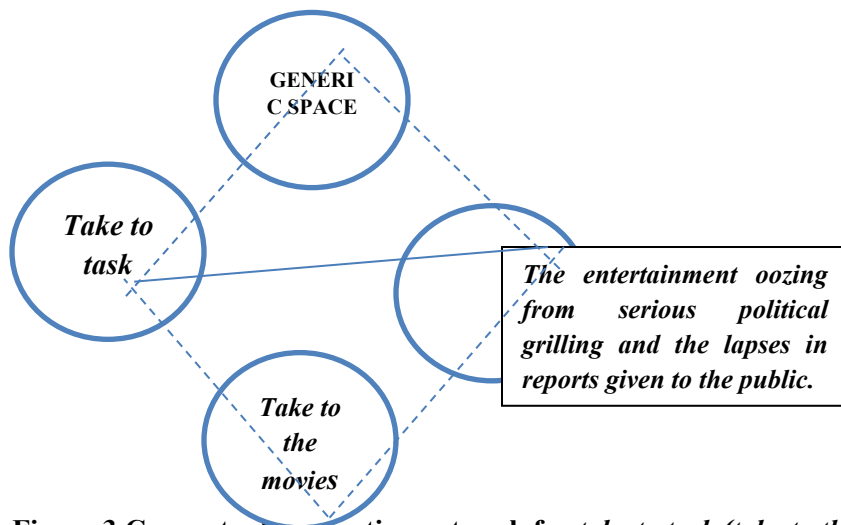 GENERI
C SPACE
Take to
task
The entertainment oozing
from serious political
grilling and the lapses in
reports given to the public.
Take to
the
movies